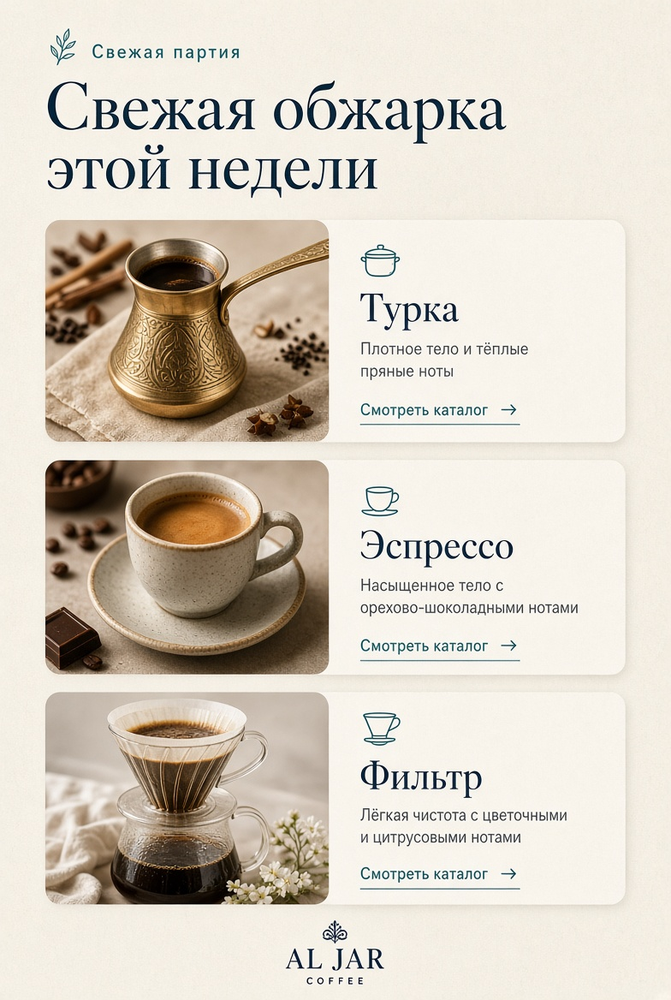 Свежая партия
Свежая обжарка
этой недели
Турка
Плотное тело и тёплые
пряные ноты
Смотреть каталог →
Эспрессо
Насыщенное тело с
орехово-шоколадными нотами
Смотреть каталог →
Фильтр
Лёгкая чистота с цветочными
и цитрусовыми нотами
Смотреть каталог →
AL JAR
COFFEE